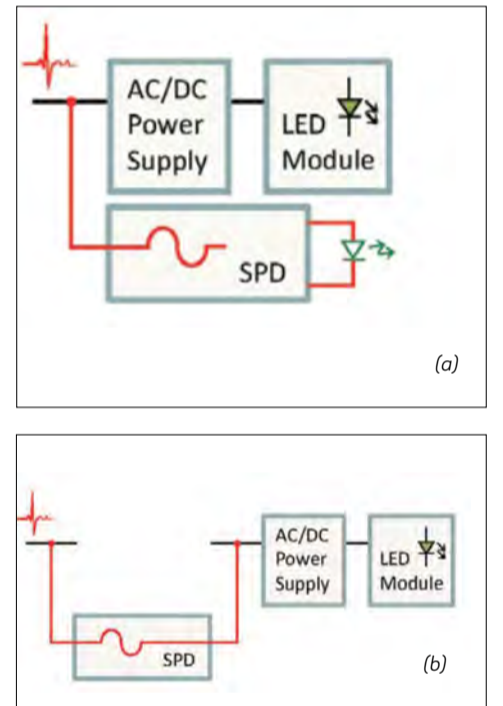 AC/DC
Power
Supply
LED
Module
SPD
(a)
AC/DC
Power
Supply
LED
Module
SPD
(b)